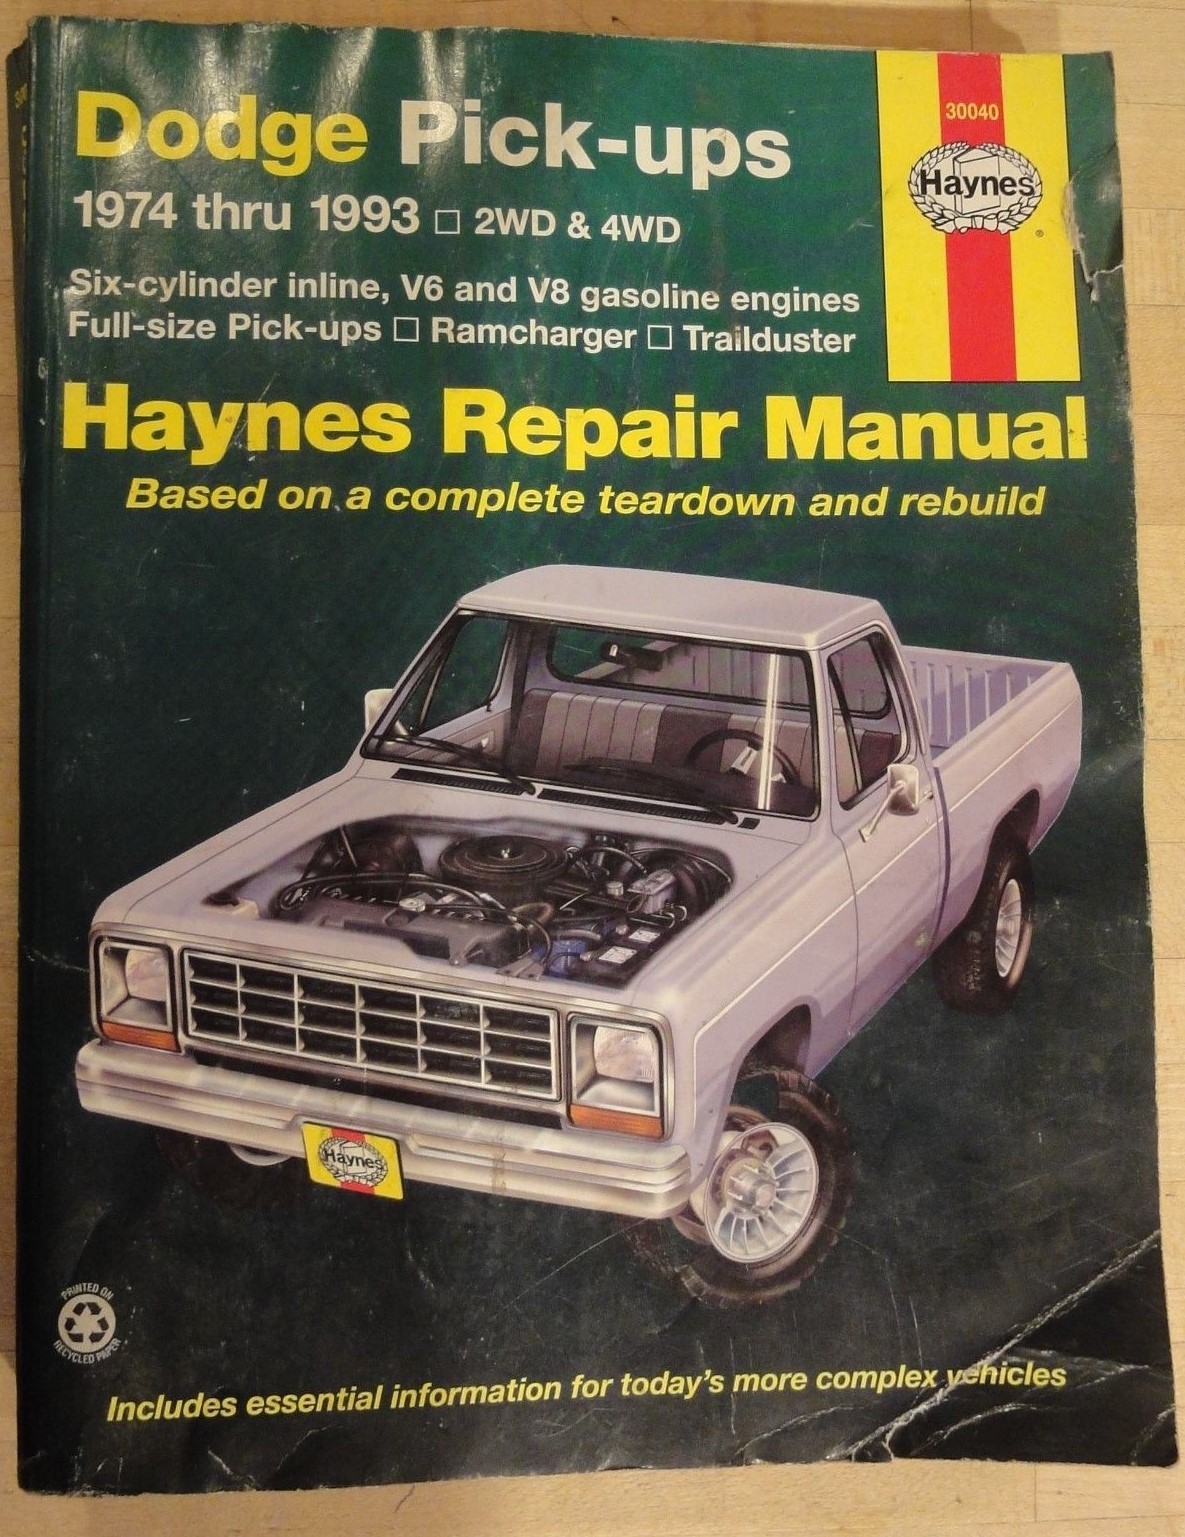 Dodge Pick-ups
1974 thru 1993 □ 2WD & 4WD
Six-cylinder inline, V6 and V8 gasoline engines
Full-size Pick-ups □ Ramcharger □ Trailduster
30040
Haynes
®
Haynes Repair Manual
Based on a complete teardown and rebuild
Haynes
PRINTED ON
RECYCLED PAPER
Includes essential information for today's more complex vehicles